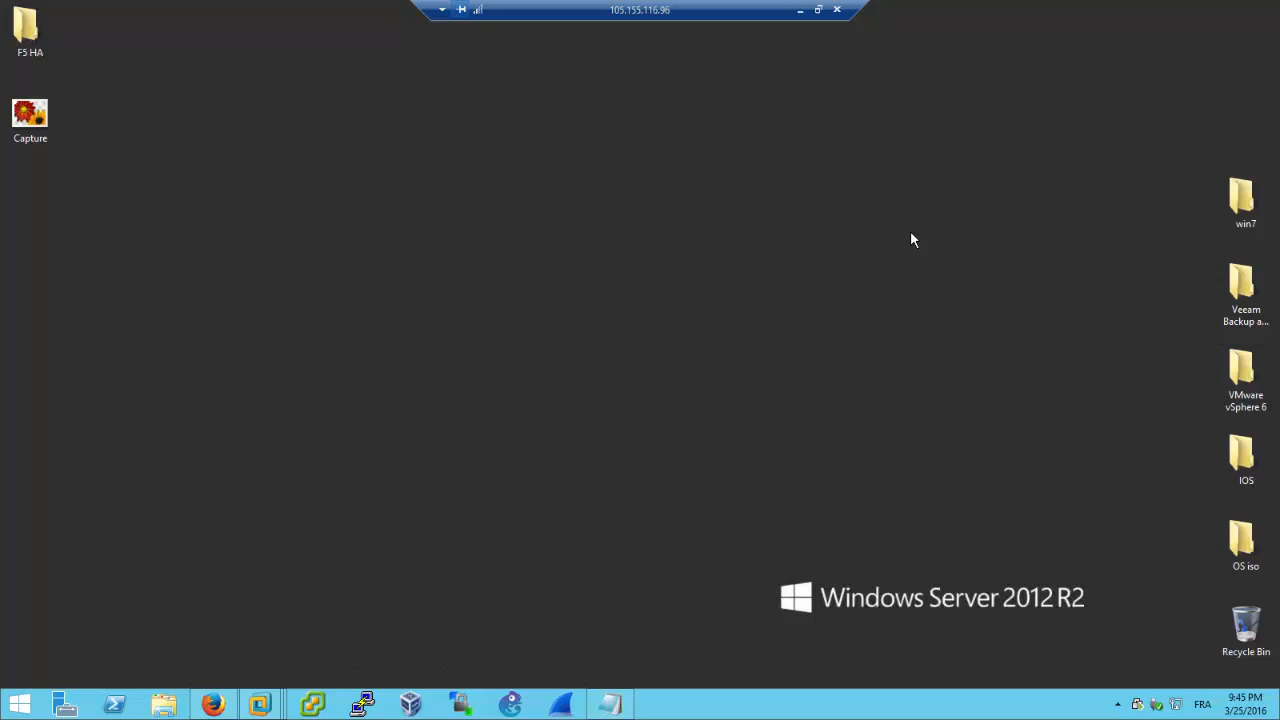 105.155.116.96
F5 HA
Capture
win7
Veeam
Backup a...
VMware
vSphere 6
IOS
OS iso
Windows Server 2012 R2
Recycle Bin
FRA
9:45 PM
3/25/2016